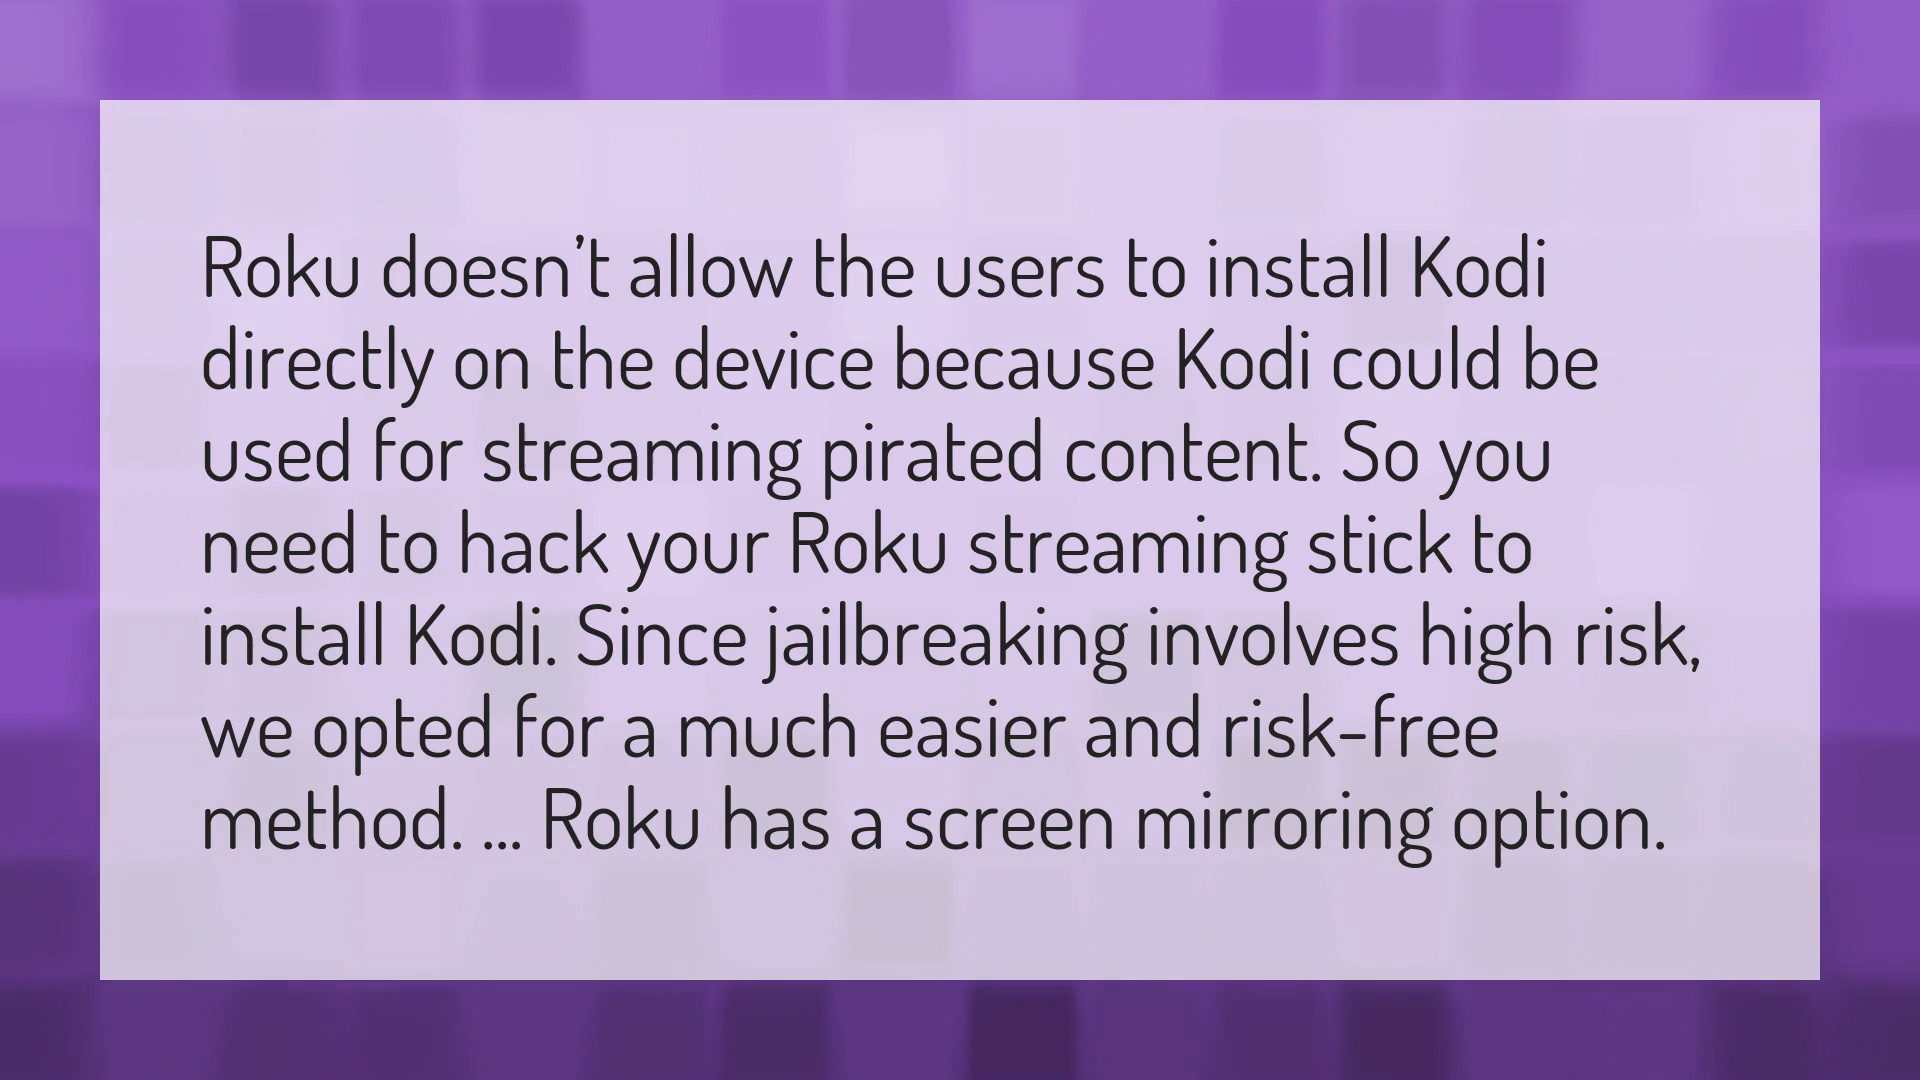 Roku doesn’t allow the users to install Kodi
directly on the device because Kodi could be
used for streaming pirated content. So you
need to hack your Roku streaming stick to
install Kodi. Since jailbreaking involves high risk,
we opted for a much easier and risk-free
method. ... Roku has a screen mirroring option.